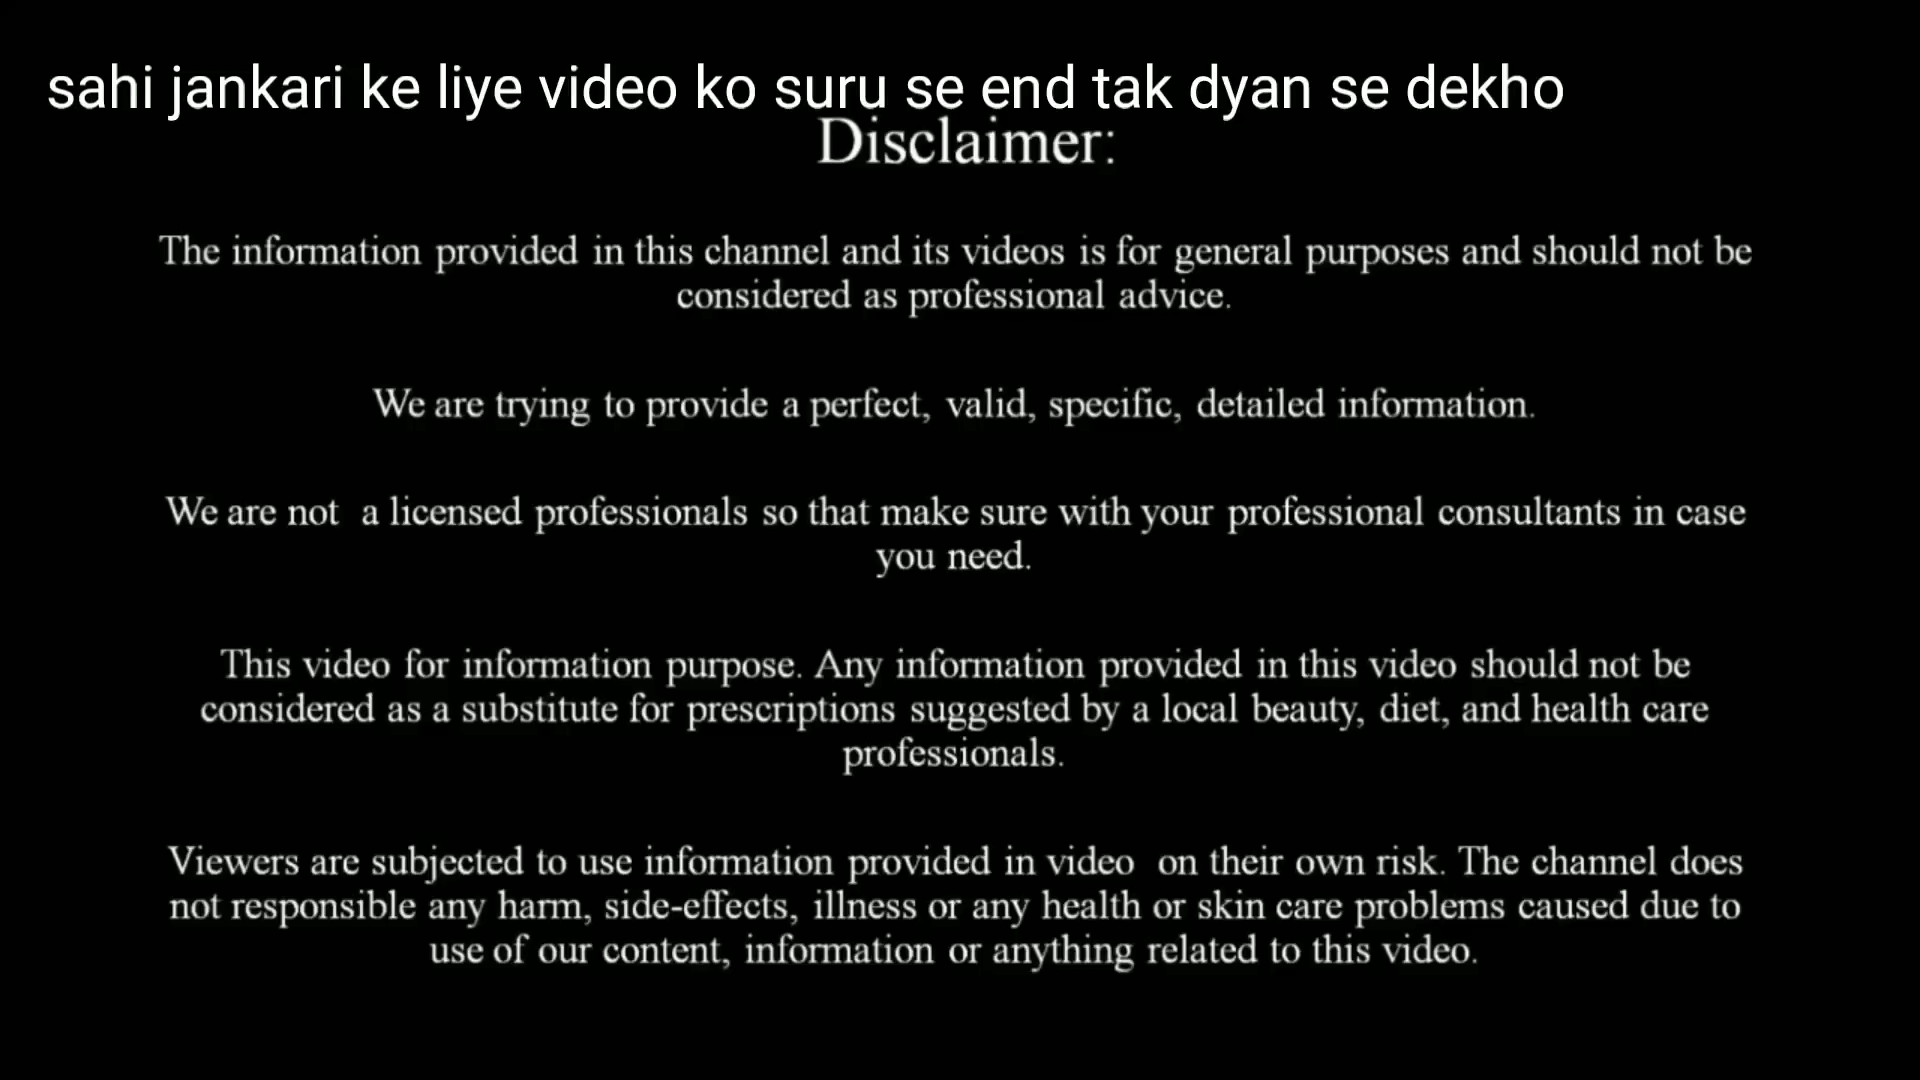 sahi jankari ke liye video ko suru se end tak dyan se dekho
Disclaimer:
The information provided in this channel and its videos is for general purposes and should not be
considered as professional advice.
We are trying to provide a perfect, valid, specific, detailed information.
We are not a licensed professionals so that make sure with your professional consultants in case
you need.
This video for information purpose. Any information provided in this video should not be
considered as a substitute for prescriptions suggested by a local beauty, diet, and health care
professionals.
Viewers are subjected to use information provided in video on their own risk. The channel does
not responsible any harm, side-effects, illness or any health or skin care problems caused due to
use of our content, information or anything related to this video.